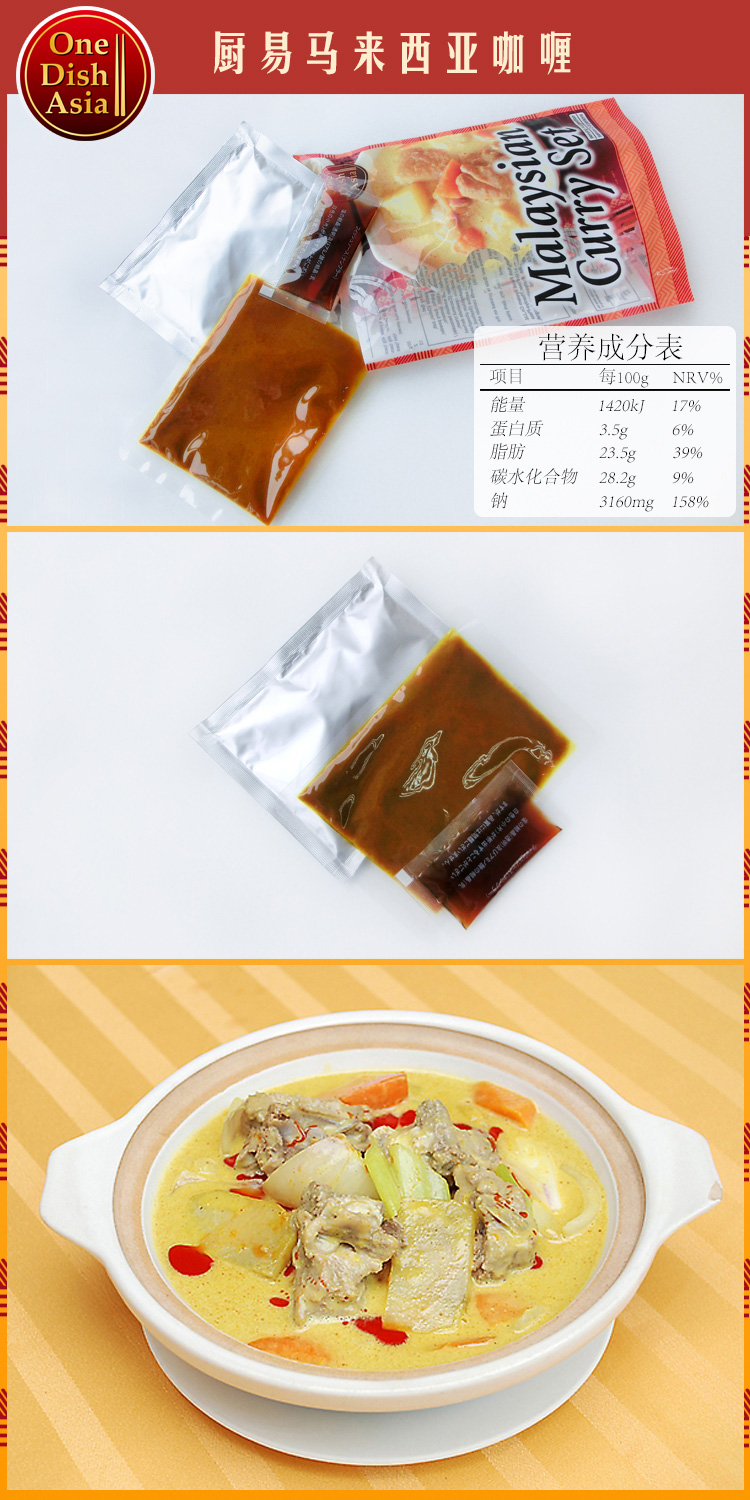 One
Dish
Asia
厨易马来西亚咖喱
Malaysian
Curry Set
营养成分表
项目 每100g NRV%
能量 1420kJ 17%
蛋白质 3.5g 6%
脂肪 23.5g 39%
碳水化合物 28.2g 9%
钠 3160mg 158%